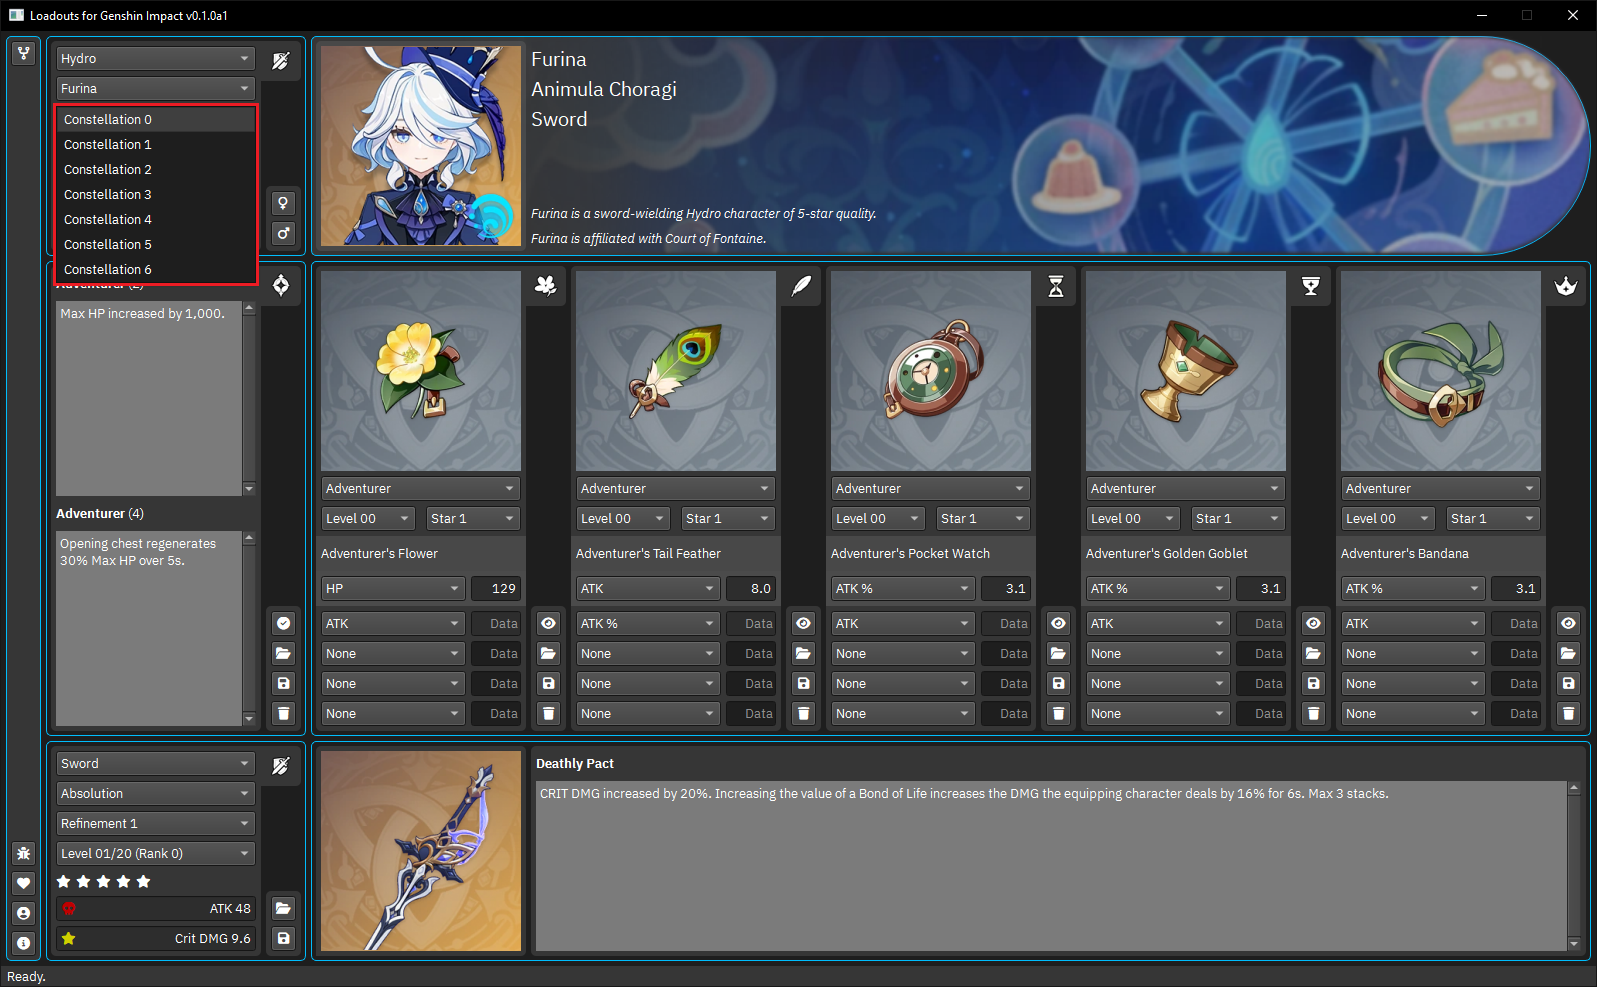 Loadouts for Genshin Impact v0.1.0a1
Hydro
Furina
Constellation 0
Constellation 1
Constellation 2
Constellation 3
Constellation 4
Constellation 5
Constellation 6
Furina
Animula Choragi
Sword
Furina is a sword-wielding Hydro character of 5-star quality.
Furina is affiliated with Court of Fontaine.
Adventurer (2)
Max HP increased by 1,000.
Adventurer (4)
Opening chest regenerates
30% Max HP over 5s.
Adventurer
Level 00 Star 1
Adventurer's Flower
HP 129
ATK Data
None Data
None Data
None Data
Adventurer
Level 00 Star 1
Adventurer's Tail Feather
ATK 8.0
ATK % Data
None Data
None Data
None Data
Adventurer
Level 00 Star 1
Adventurer's Pocket Watch
ATK % 3.1
ATK Data
None Data
None Data
None Data
Adventurer
Level 00 Star 1
Adventurer's Golden Goblet
ATK % 3.1
ATK Data
None Data
None Data
None Data
Adventurer
Level 00 Star 1
Adventurer's Bandana
ATK % 3.1
ATK Data
None Data
None Data
None Data
Sword
Absolution
Refinement 1
Level 01/20 (Rank 0)
ATK 48
Crit DMG 9.6
Deathly Pact
CRIT DMG increased by 20%. Increasing the value of a Bond of Life increases the DMG the equipping character deals by 16% for 6s. Max 3 stacks.
Ready.